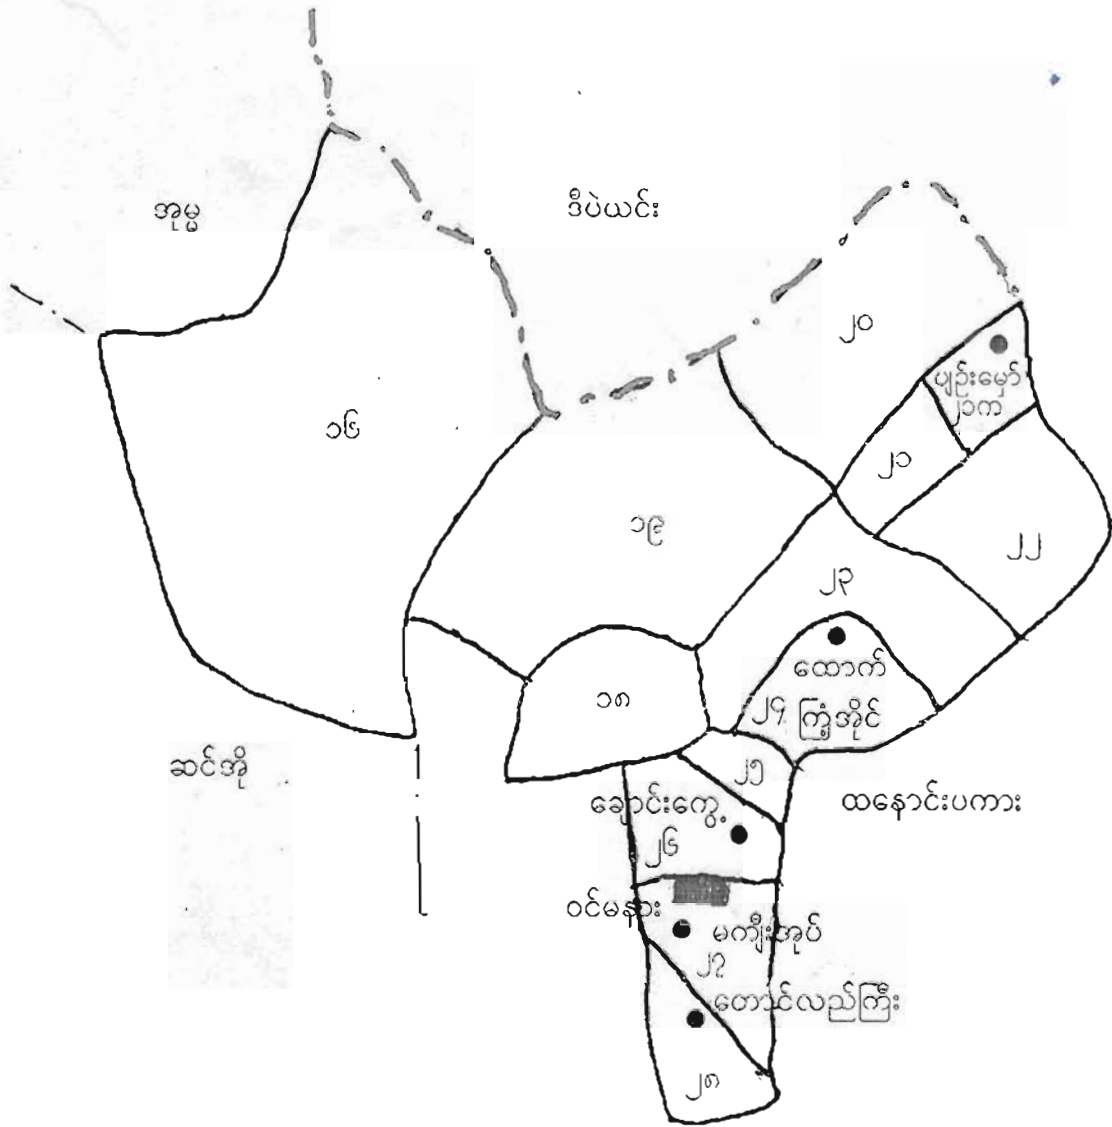 အုမ္မ
ဒီပဲယင်း
၂၀
ပျဉ်းမှော်
၂၁က
၁၆
၂၁
၁၉
၂၂
၂၃
ထောက်
၂၄ ကြံ့အိုင်
၁၈
ဆင်အို
၂၅
ချောင်းကွေ့
ထနောင်းပကား
၂၆
ဝင်မနား
မကျီးအုပ်
၂၇
တောင်လည်ကြီး
၂၈